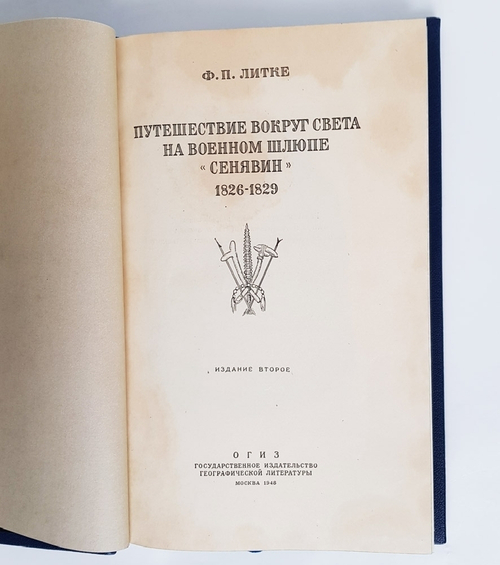 Ф. П. ЛИТКЕ
ПУТЕШЕСТВИЕ ВОКРУГ СВЕТА
НА ВОЕННОМ ШЛЮПЕ
« СЕНЯВИН »
1826-1829
ИЗДАНИЕ ВТОРОЕ
ОГИЗ
ГОСУДАРСТВЕННОЕ ИЗДАТЕЛЬСТВО
ГЕОГРАФИЧЕСКОЙ ЛИТЕРАТУРЫ
МОСКВА 1948